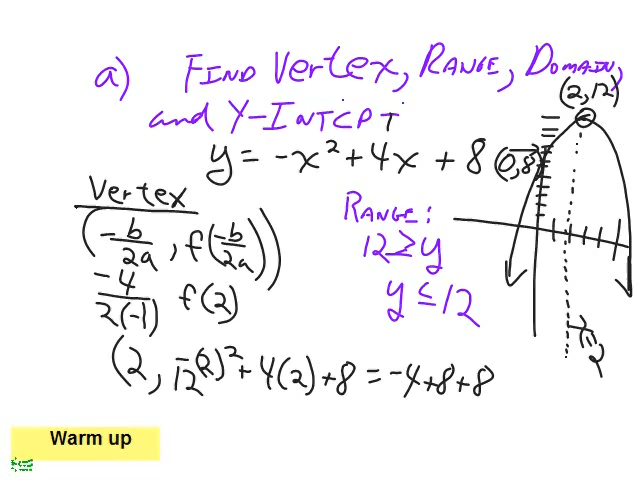 a) FIND Vertex, RANGE, DOMAIN,
and Y-INTCPT
(2,12)
y = -x² + 4x + 8
(0,8)
Vertex
(-b/2a, f(-b/2a))
-4/2(-1) f(2)
RANGE:
12 ≥ y
y ≤ 12
(2, 12 -(2)² + 4(2) + 8 = -4 + 8 + 8
Warm up